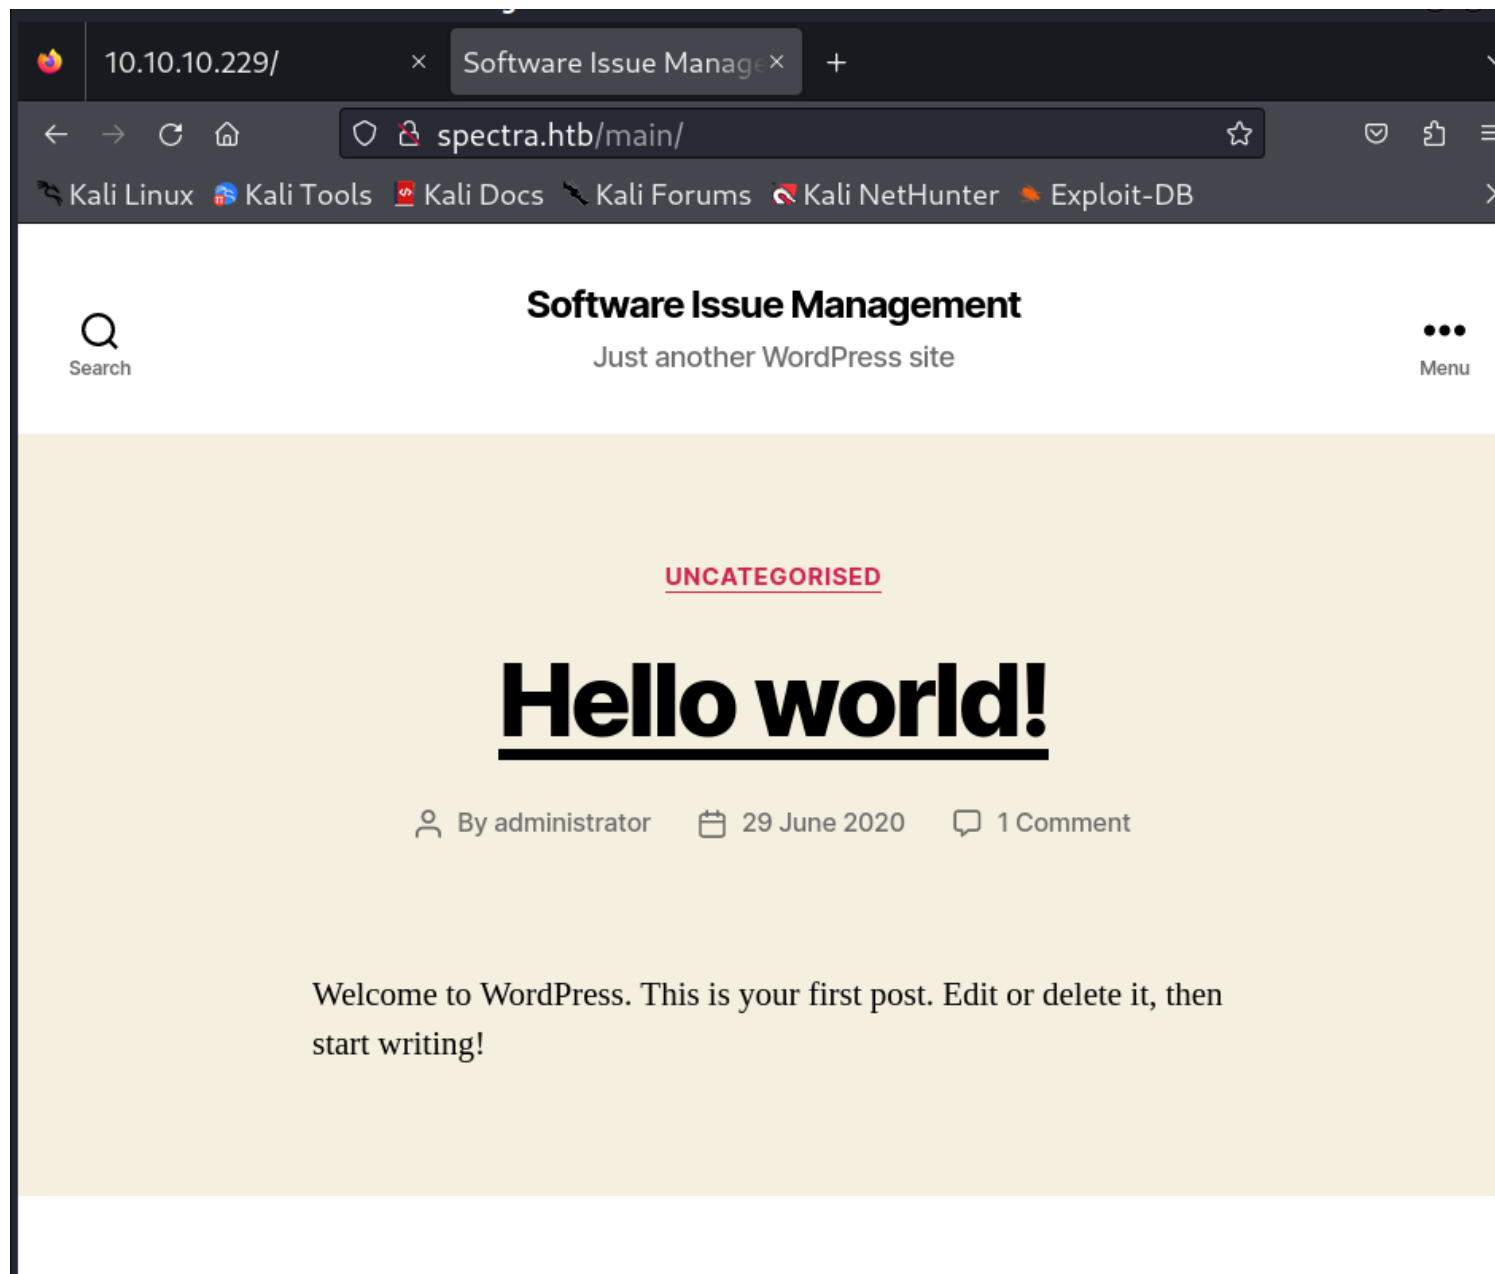 10.10.10.229/
Software Issue Manage
spectra.htb/main/
Kali Linux Kali Tools Kali Docs Kali Forums Kali NetHunter Exploit-DB
Software Issue Management
Just another WordPress site
Search
Menu
UNCATEGORISED
Hello world!
By administrator 29 June 2020 1 Comment
Welcome to WordPress. This is your first post. Edit or delete it, then
start writing!